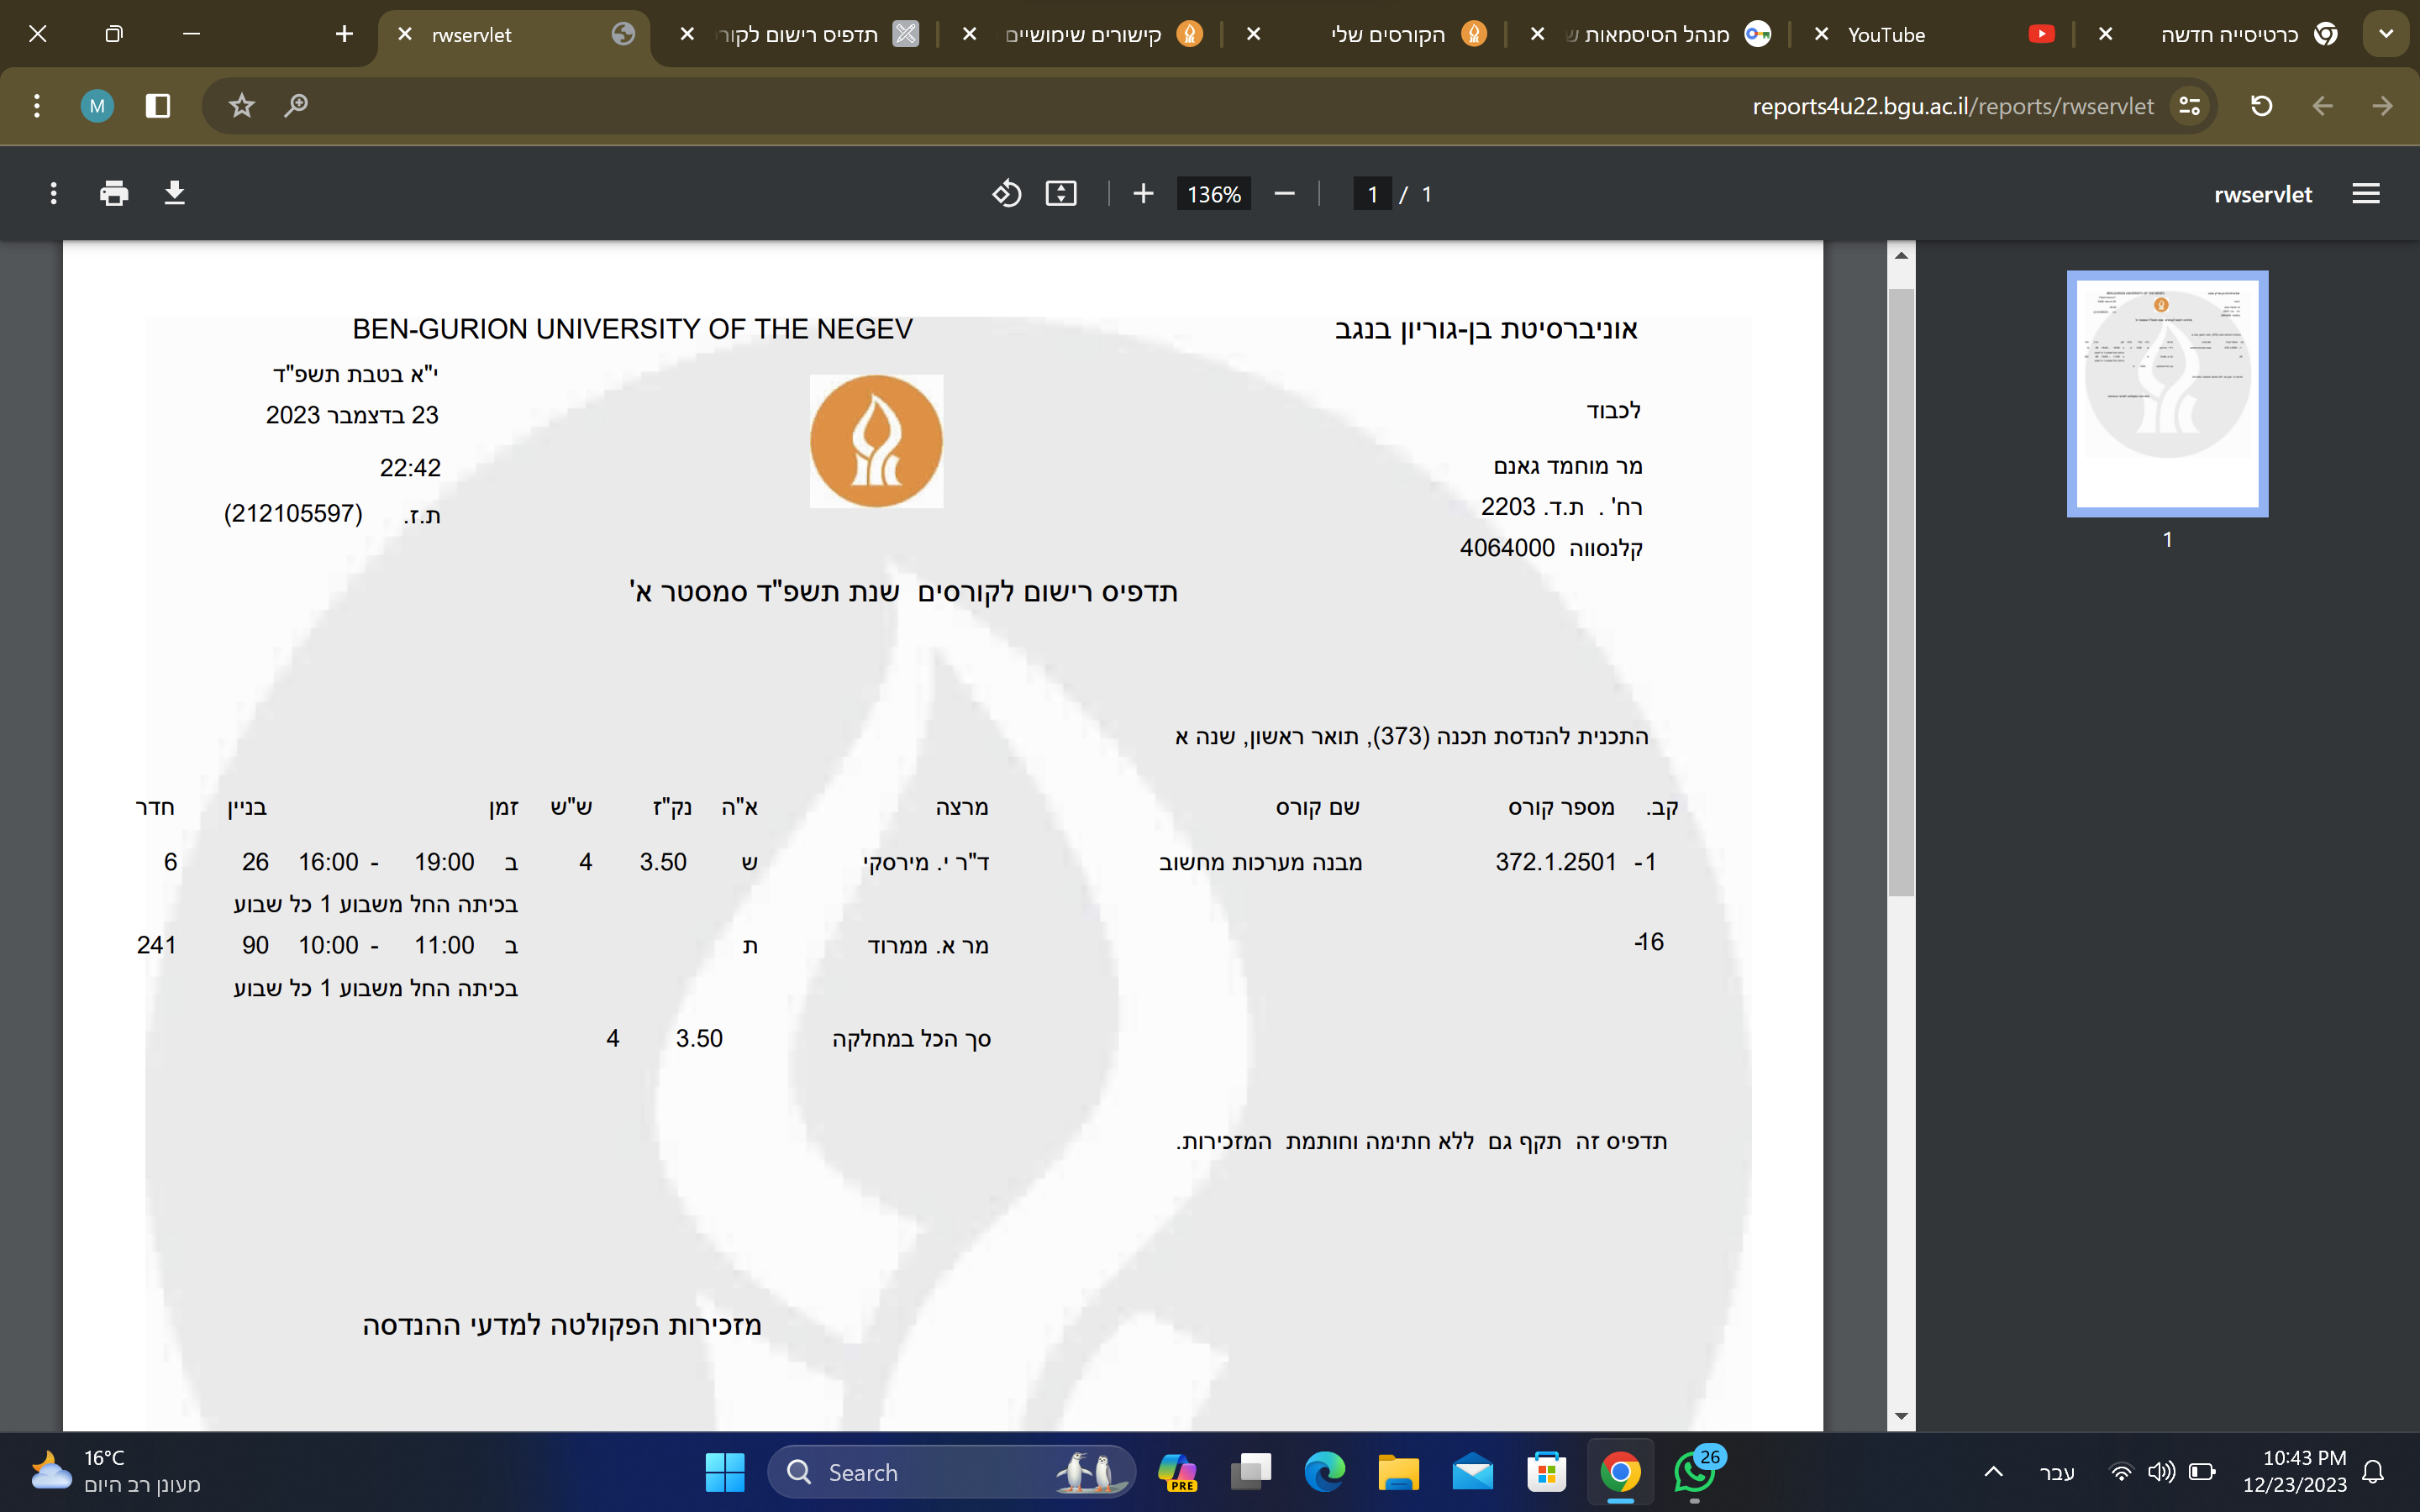 rwservlet
תדפיס רישום לקור
קישורים שימושיים
הקורסים שלי
מנהל הסיסמאות ש
YouTube
כרטיסייה חדשה
M
reports4u22.bgu.ac.il/reports/rwservlet
136%
1 / 1
rwservlet
BEN-GURION UNIVERSITY OF THE NEGEV
אוניברסיטת בן-גוריון בנגב
י"א בטבת תשפ"ד
23 בדצמבר 2023
22:42
ת.ז. (212105597)
לכבוד
מר מוחמד גאנם
רח' . ת.ד. 2203
קלנסווה 4064000
תדפיס רישום לקורסים שנת תשפ"ד סמסטר א'
התכנית להנדסת תכנה (373), תואר ראשון, שנה א
קב. מספר קורס שם קורס מרצה א"ה נק"ז ש"ש זמן בניין חדר
1- 372.1.2501 מבנה מערכות מחשוב ד"ר י. מירסקי ש 3.50 4 ב 19:00 - 16:00 26 6
בכיתה החל משבוע 1 כל שבוע
16- מר א. ממרוד ת ב 11:00 - 10:00 90 241
בכיתה החל משבוע 1 כל שבוע
סך הכל במחלקה 3.50 4
תדפיס זה תקף גם ללא חתימה וחותמת המזכירות.
מזכירות הפקולטה למדעי ההנדסה
1
16°C
מעונן רב היום
Search
PRE
26
עבר
10:43 PM
12/23/2023